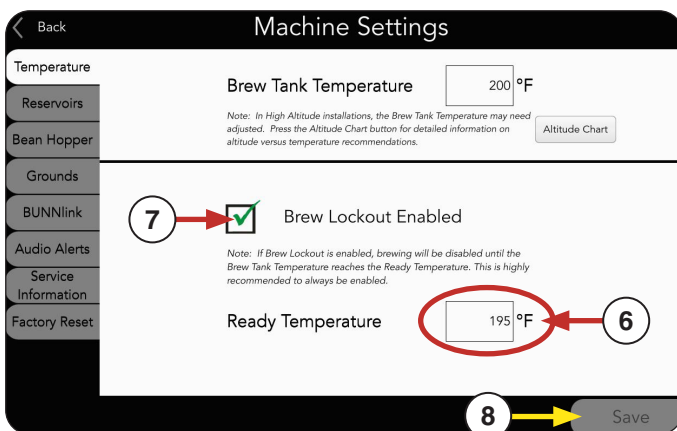 Back
Machine Settings
Temperature
Reservoirs
Bean Hopper
Grounds
BUNNlink
Audio Alerts
Service
Information
Factory Reset
Brew Tank Temperature
200 °F
Note: In High Altitude installations, the Brew Tank Temperature may need
adjusted. Press the Altitude Chart button for detailed information on
altitude versus temperature recommendations.
Altitude Chart
7
Brew Lockout Enabled
Note: If Brew Lockout is enabled, brewing will be disabled until the
Brew Tank Temperature reaches the Ready Temperature. This is highly
recommended to always be enabled.
Ready Temperature
195 °F
6
8
Save